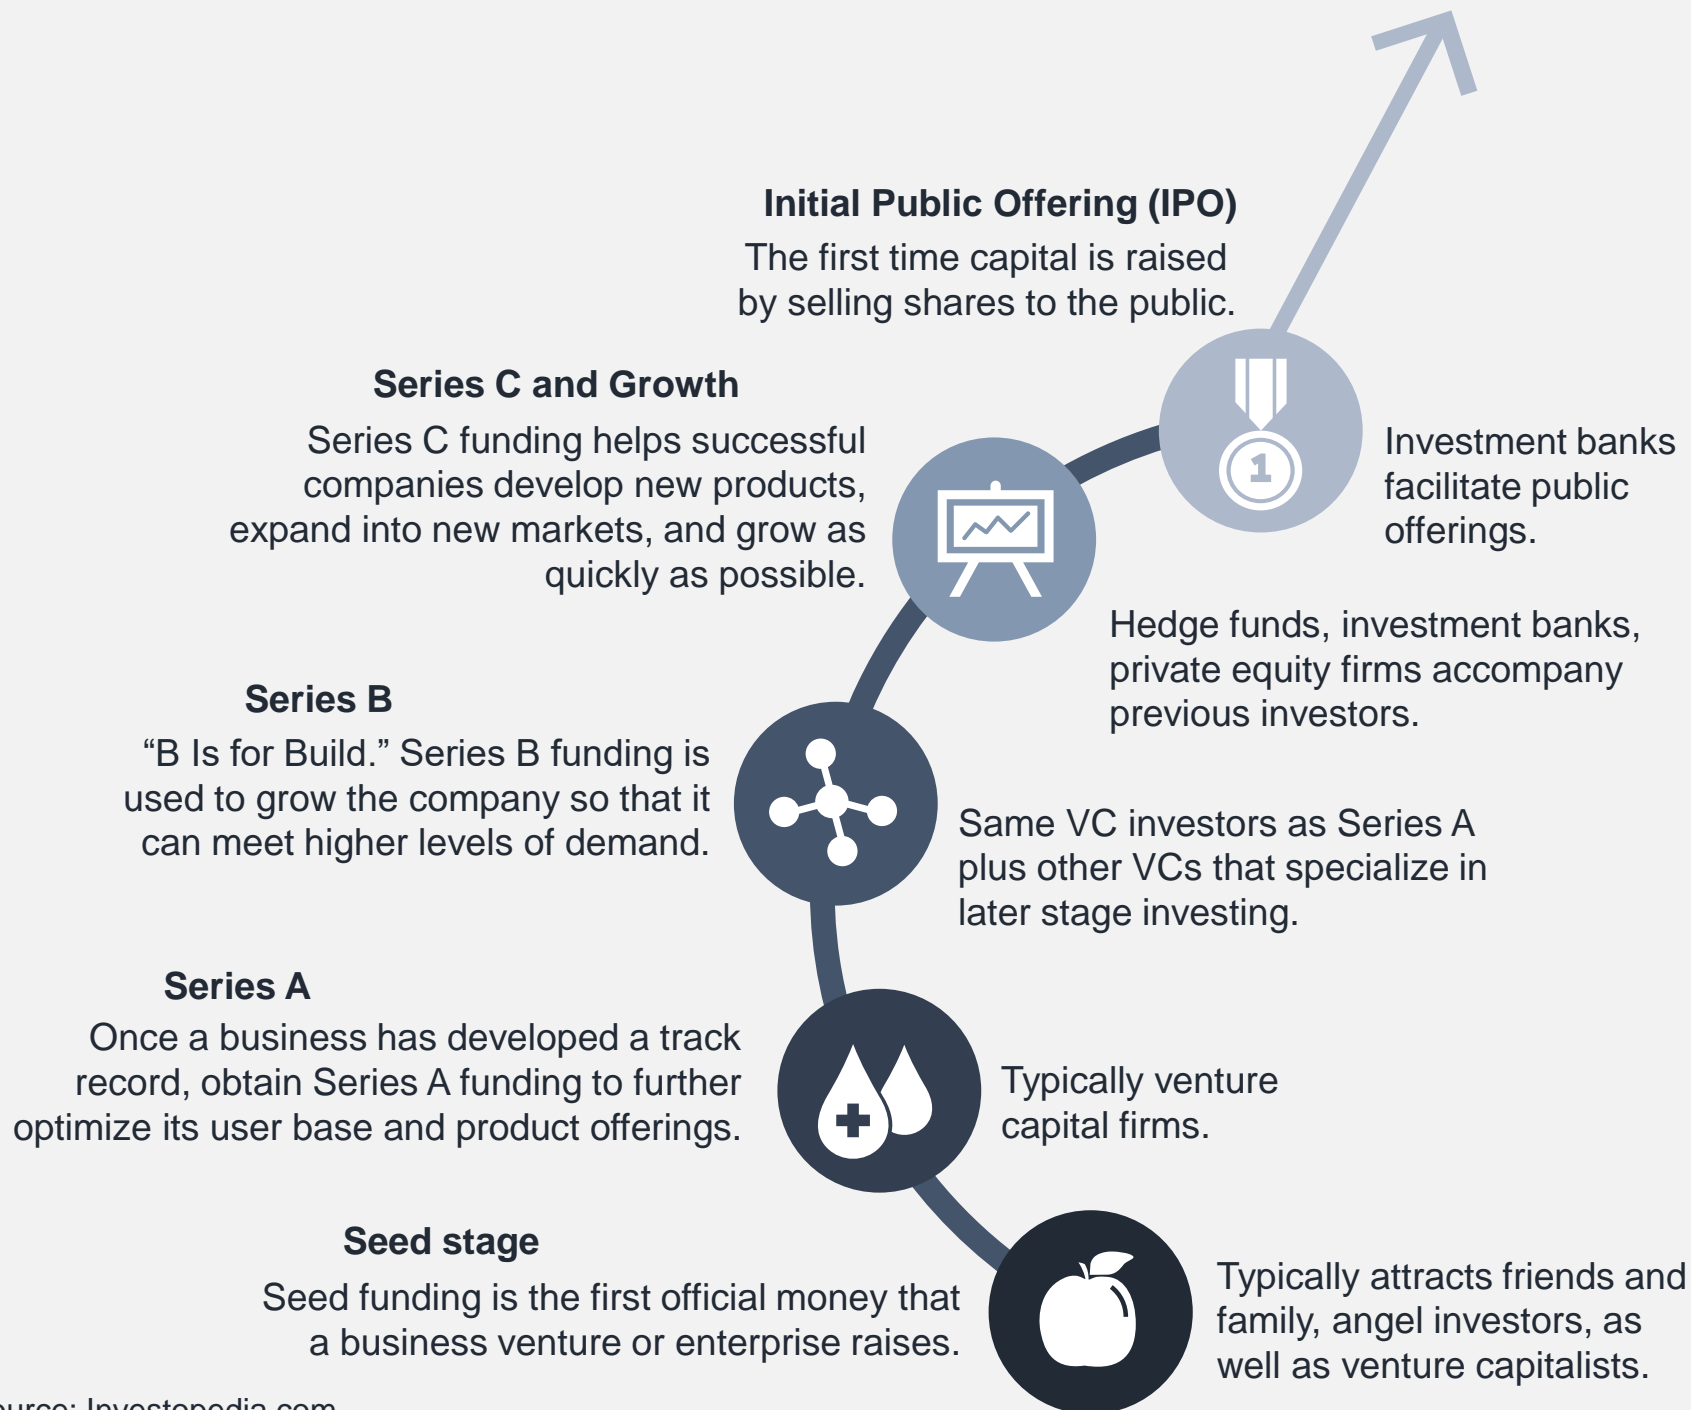 Initial Public Offering (IPO)
The first time capital is raised
by selling shares to the public.
Investment banks
facilitate public
offerings.
Series C and Growth
Series C funding helps successful
companies develop new products,
expand into new markets, and grow as
quickly as possible.
Hedge funds, investment banks,
private equity firms accompany
previous investors.
Series B
“B Is for Build.” Series B funding is
used to grow the company so that it
can meet higher levels of demand.
Same VC investors as Series A
plus other VCs that specialize in
later stage investing.
Series A
Once a business has developed a track
record, obtain Series A funding to further
optimize its user base and product offerings.
Typically venture
capital firms.
Seed stage
Seed funding is the first official money that
a business venture or enterprise raises.
Typically attracts friends and
family, angel investors, as
well as venture capitalists.
1
Investopedia.com